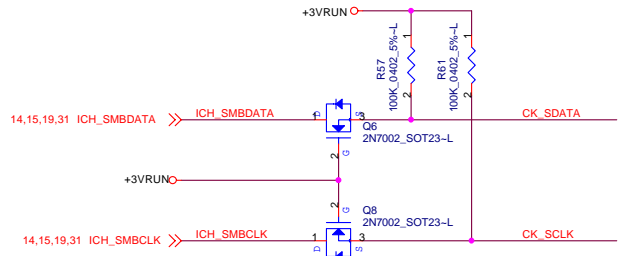 +3VRUN
1
1
R57
100K_0402_5%~L
R61
100K_0402_5%~L
2
2
14,15,19,31 ICH_SMBDATA
ICH_SMBDATA
1
D
S
3
CK_SDATA
Q6
2N7002_SOT23~L
2
G
+3VRUN
2
G
Q8
2N7002_SOT23~L
14,15,19,31 ICH_SMBCLK
ICH_SMBCLK
1
D
S
3
CK_SCLK